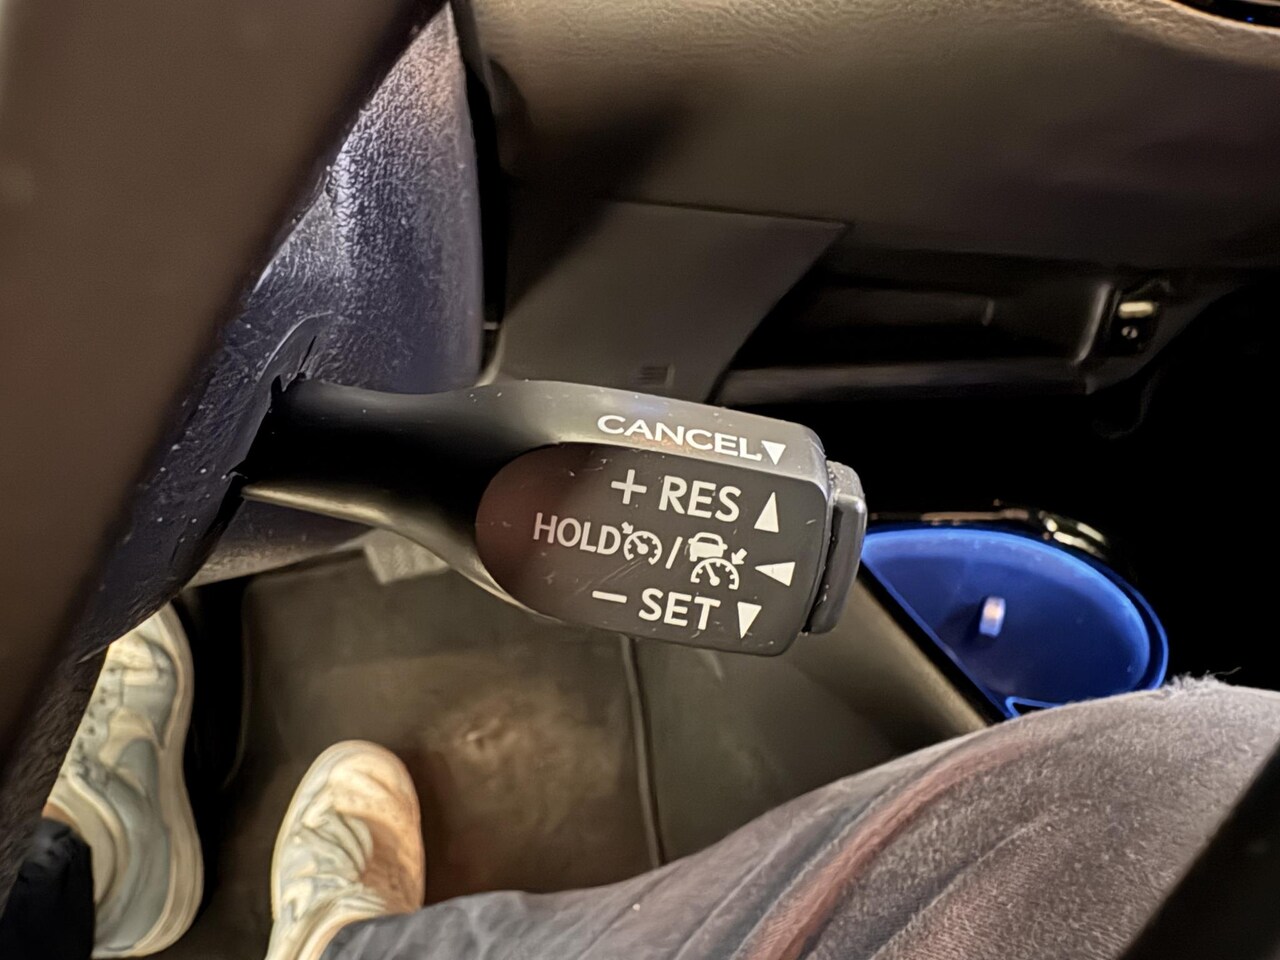 CANCEL▼
+ RES ▲
HOLD / ◀
− SET ▼